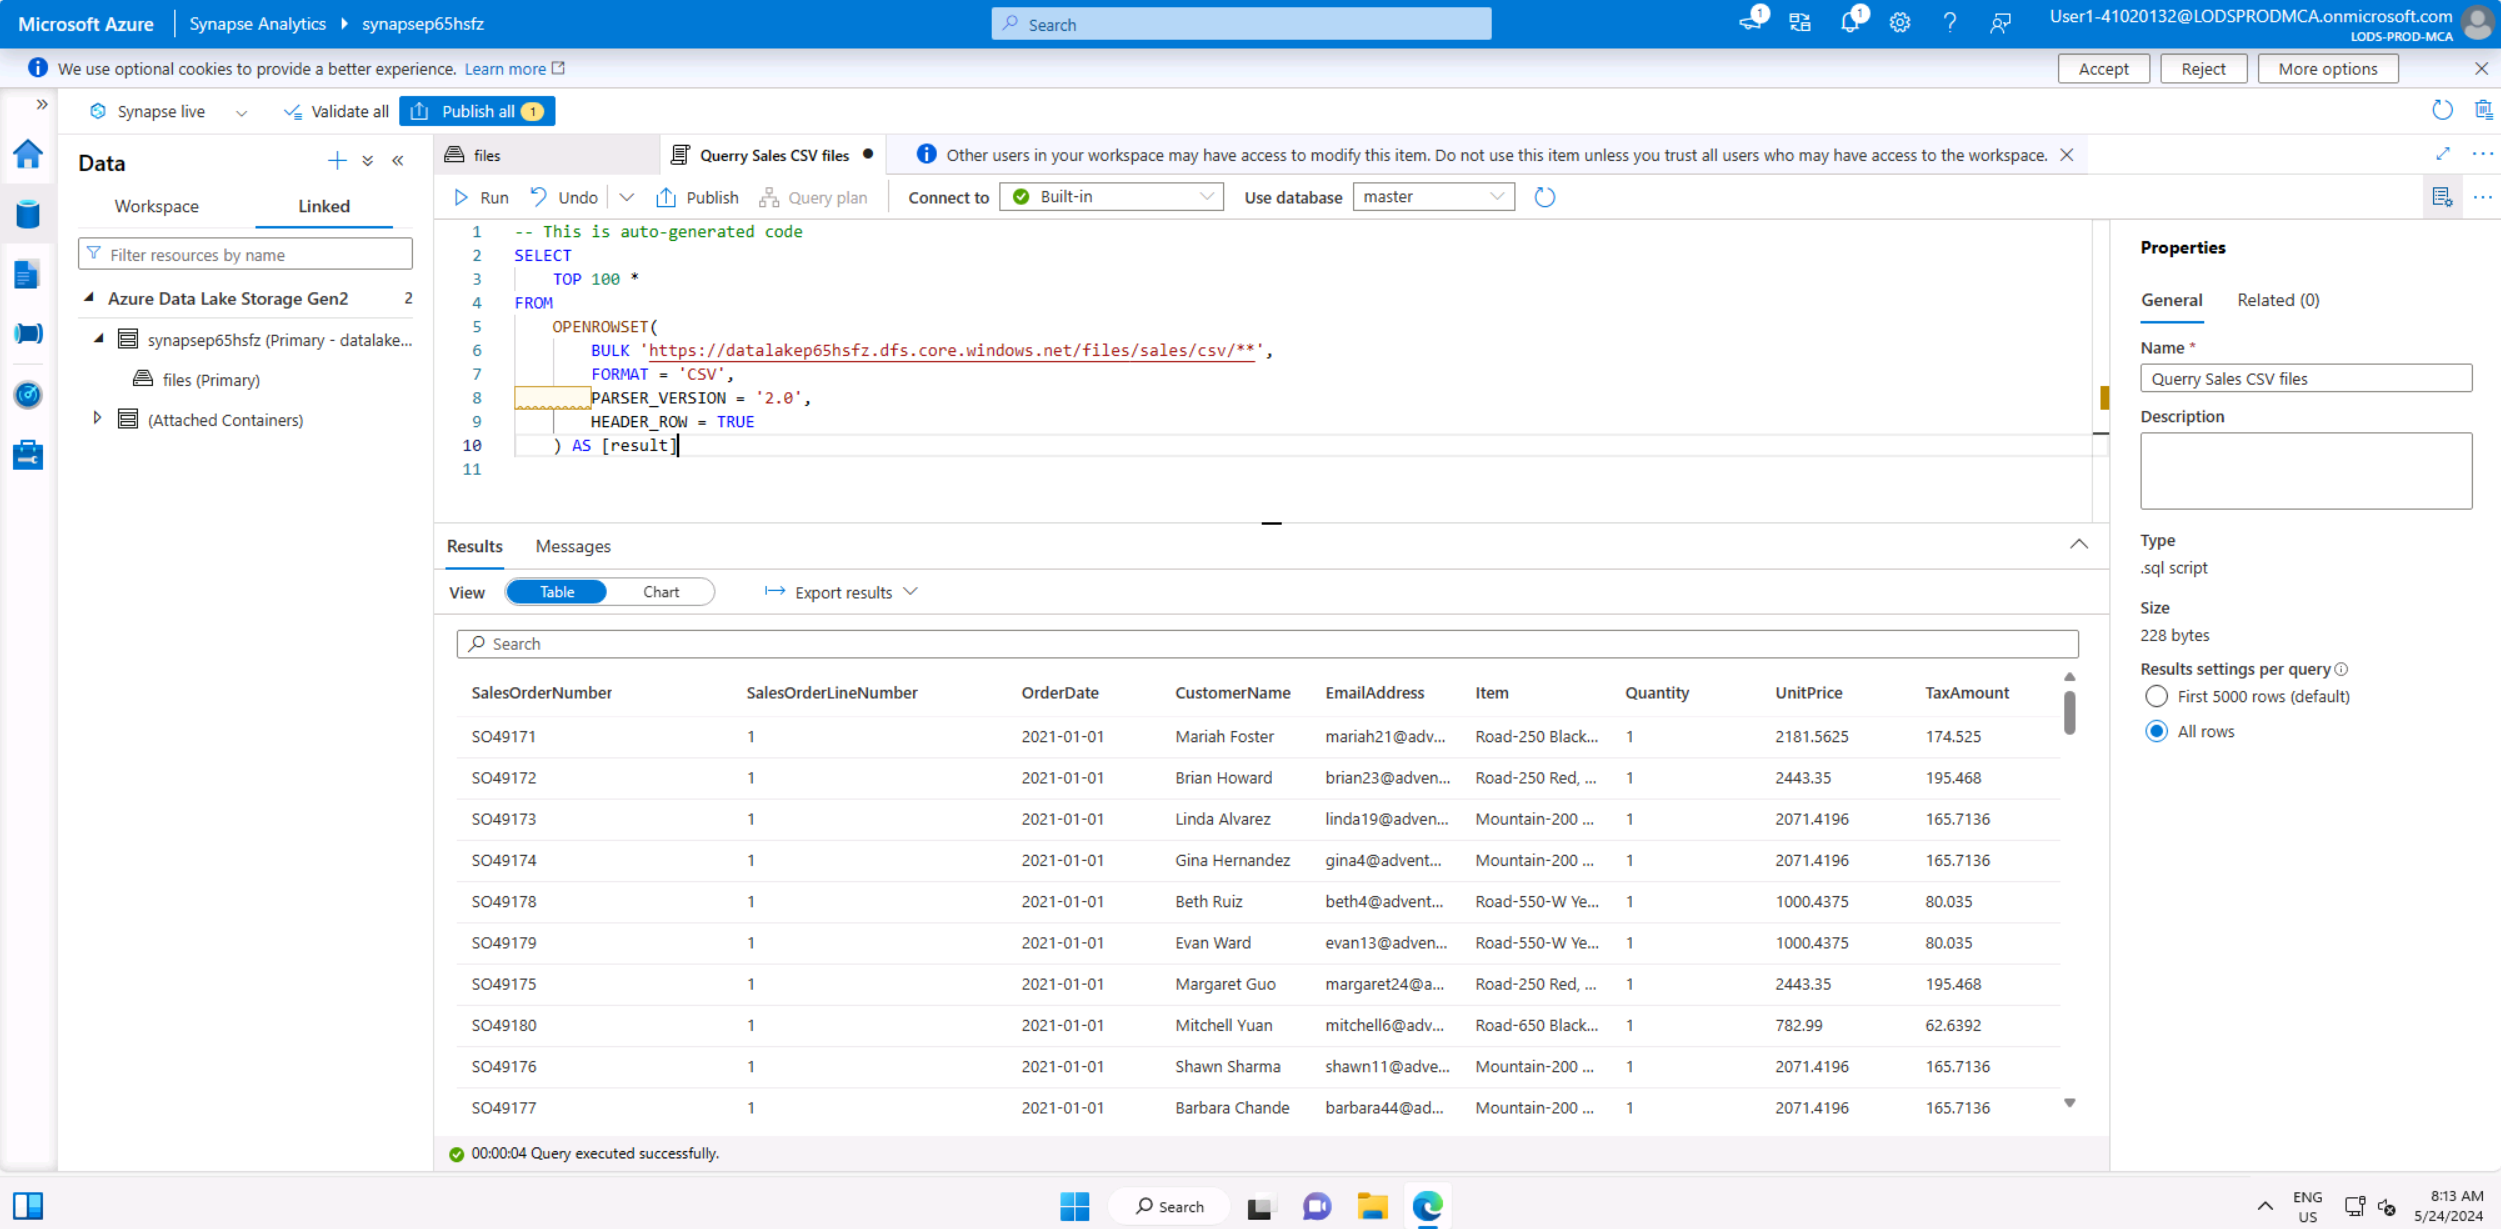 Microsoft Azure Synapse Analytics synapsep65hsfz Search 1 1 User1-41020132@LODSPRODMCA.onmicrosoft.com
LODS-PROD-MCA
We use optional cookies to provide a better experience. Learn more Accept Reject More options
Synapse live Validate all Publish all 1
Data
Workspace Linked
Filter resources by name
Azure Data Lake Storage Gen2 2
synapsep65hsfz (Primary - datalake...
files (Primary)
(Attached Containers)
files Querry Sales CSV files Other users in your workspace may have access to modify this item. Do not use this item unless you trust all users who may have access to the workspace.
Run Undo Publish Query plan Connect to Built-in Use database master
1 -- This is auto-generated code
2 SELECT
3 TOP 100 *
4 FROM
5 OPENROWSET(
6 BULK 'https://datalakep65hsfz.dfs.core.windows.net/files/sales/csv/**',
7 FORMAT = 'CSV',
8 PARSER_VERSION = '2.0',
9 HEADER_ROW = TRUE
10 ) AS [result]
11
Results Messages
View Table Chart Export results
Search
SalesOrderNumber SalesOrderLineNumber OrderDate CustomerName EmailAddress Item Quantity UnitPrice TaxAmount
SO49171 1 2021-01-01 Mariah Foster mariah21@adv... Road-250 Black... 1 2181.5625 174.525
SO49172 1 2021-01-01 Brian Howard brian23@adven... Road-250 Red, ... 1 2443.35 195.468
SO49173 1 2021-01-01 Linda Alvarez linda19@adven... Mountain-200 ... 1 2071.4196 165.7136
SO49174 1 2021-01-01 Gina Hernandez gina4@advent... Mountain-200 ... 1 2071.4196 165.7136
SO49178 1 2021-01-01 Beth Ruiz beth4@advent... Road-550-W Ye... 1 1000.4375 80.035
SO49179 1 2021-01-01 Evan Ward evan13@adven... Road-550-W Ye... 1 1000.4375 80.035
SO49175 1 2021-01-01 Margaret Guo margaret24@a... Road-250 Red, ... 1 2443.35 195.468
SO49180 1 2021-01-01 Mitchell Yuan mitchell6@adv... Road-650 Black... 1 782.99 62.6392
SO49176 1 2021-01-01 Shawn Sharma shawn11@adve... Mountain-200 ... 1 2071.4196 165.7136
SO49177 1 2021-01-01 Barbara Chande barbara44@ad... Mountain-200 ... 1 2071.4196 165.7136
00:00:04 Query executed successfully.
Properties
General Related (0)
Name *
Querry Sales CSV files
Description
Type
.sql script
Size
228 bytes
Results settings per query
First 5000 rows (default)
All rows
Search
ENG
US
8:13 AM
5/24/2024